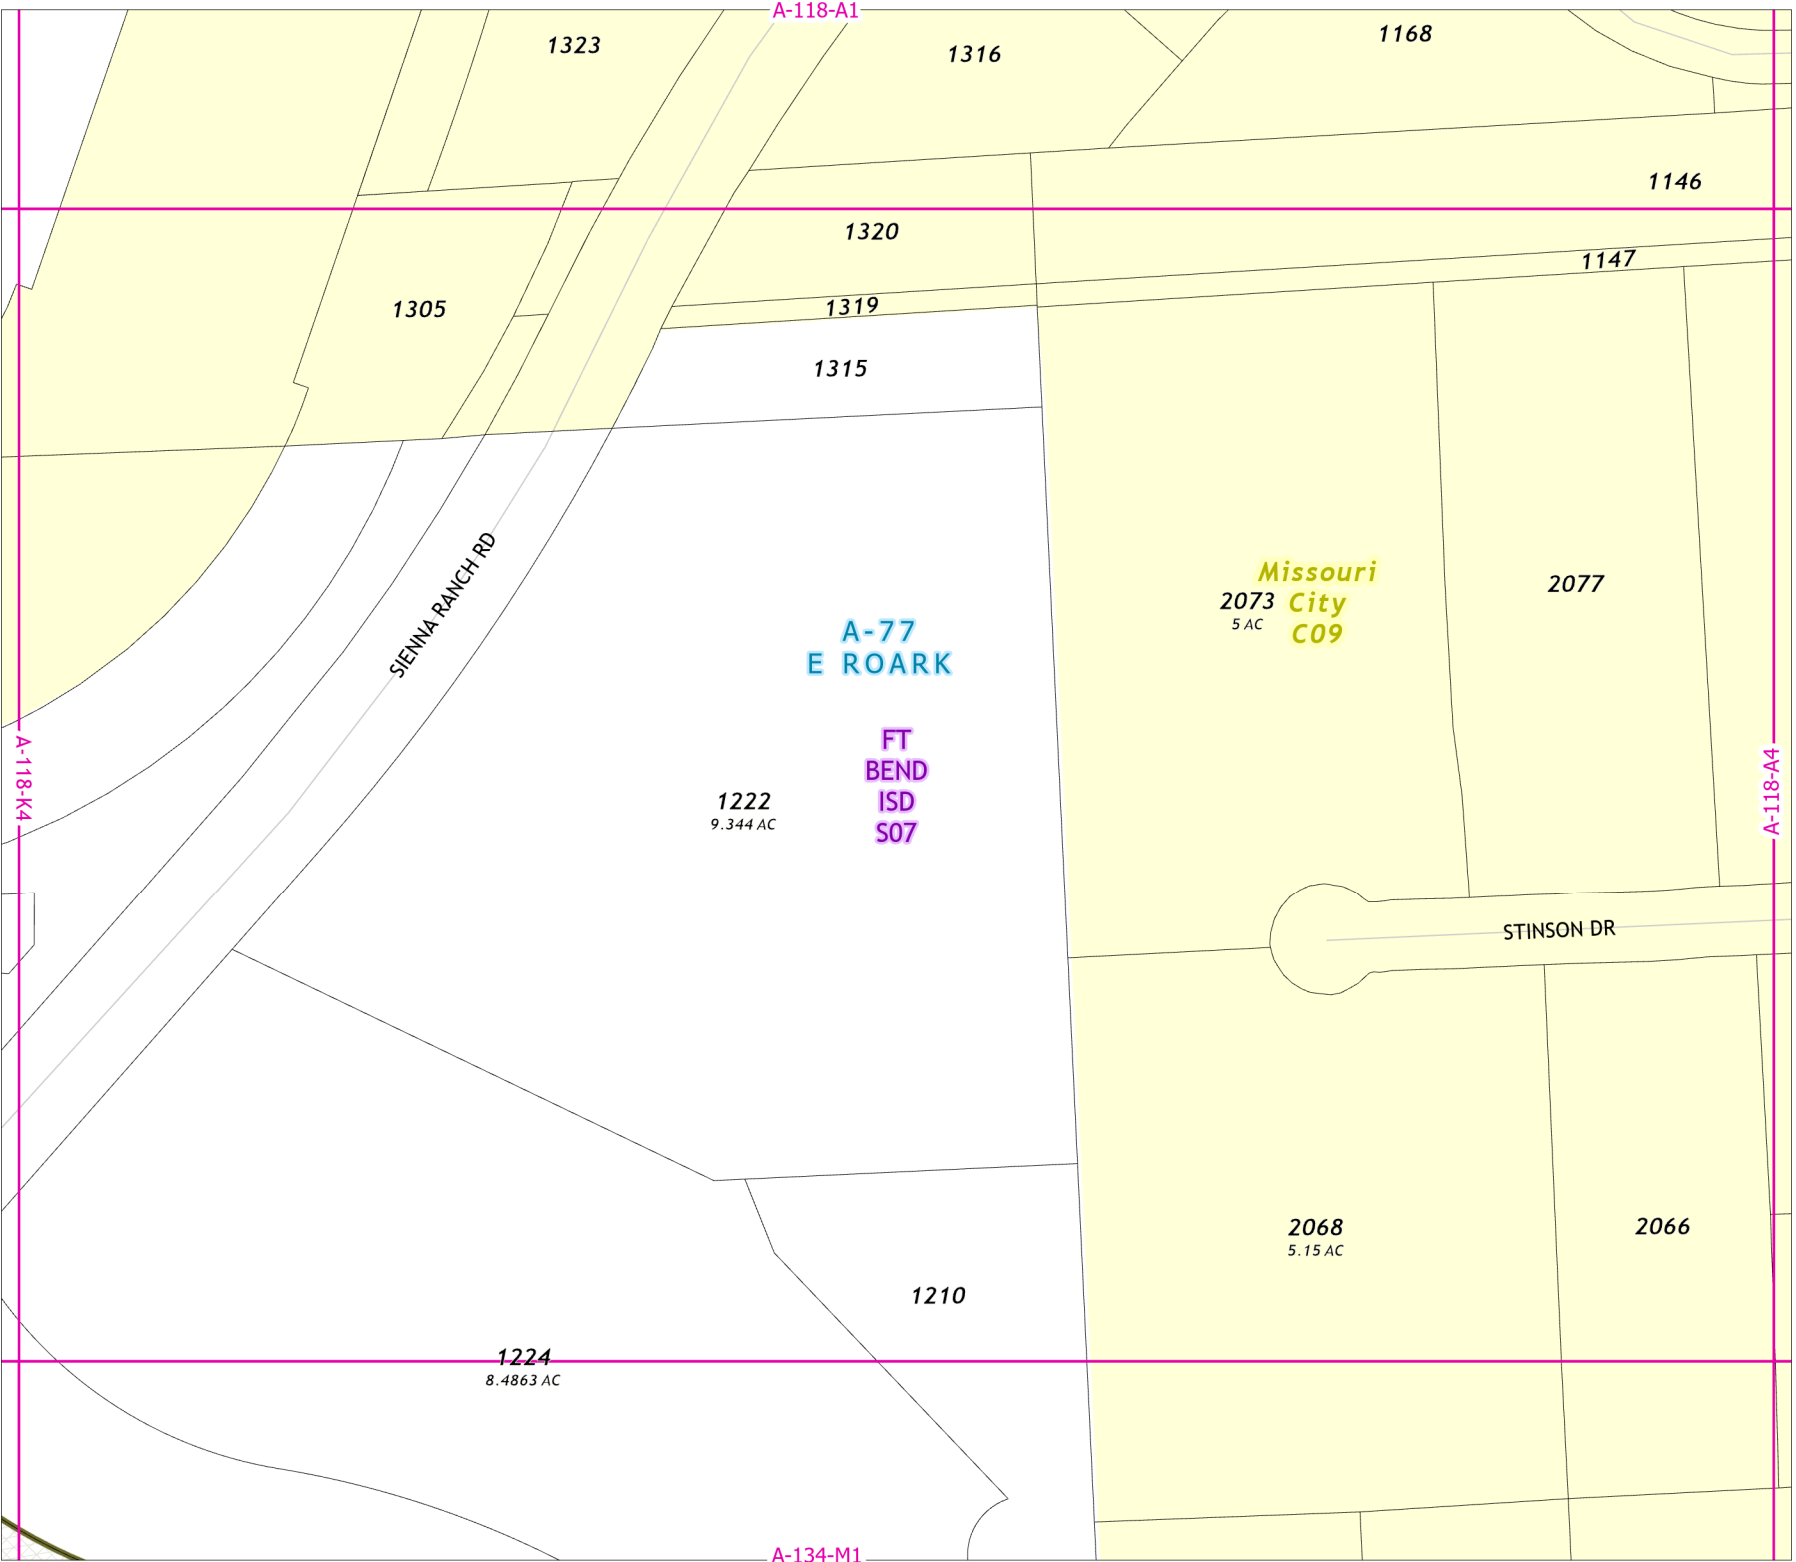 A-118-A1
1323
1316
1168
1146
1320
1147
1305
1319
1315
SIENNA RANCH RD
Missouri
City
C09
2073
5 AC
2077
A-77
E ROARK
FT
BEND
ISD
S07
1222
9.344 AC
A-118-K4
A-118-A4
STINSON DR
2068
5.15 AC
2066
1210
1224
8.4863 AC
A-134-M1